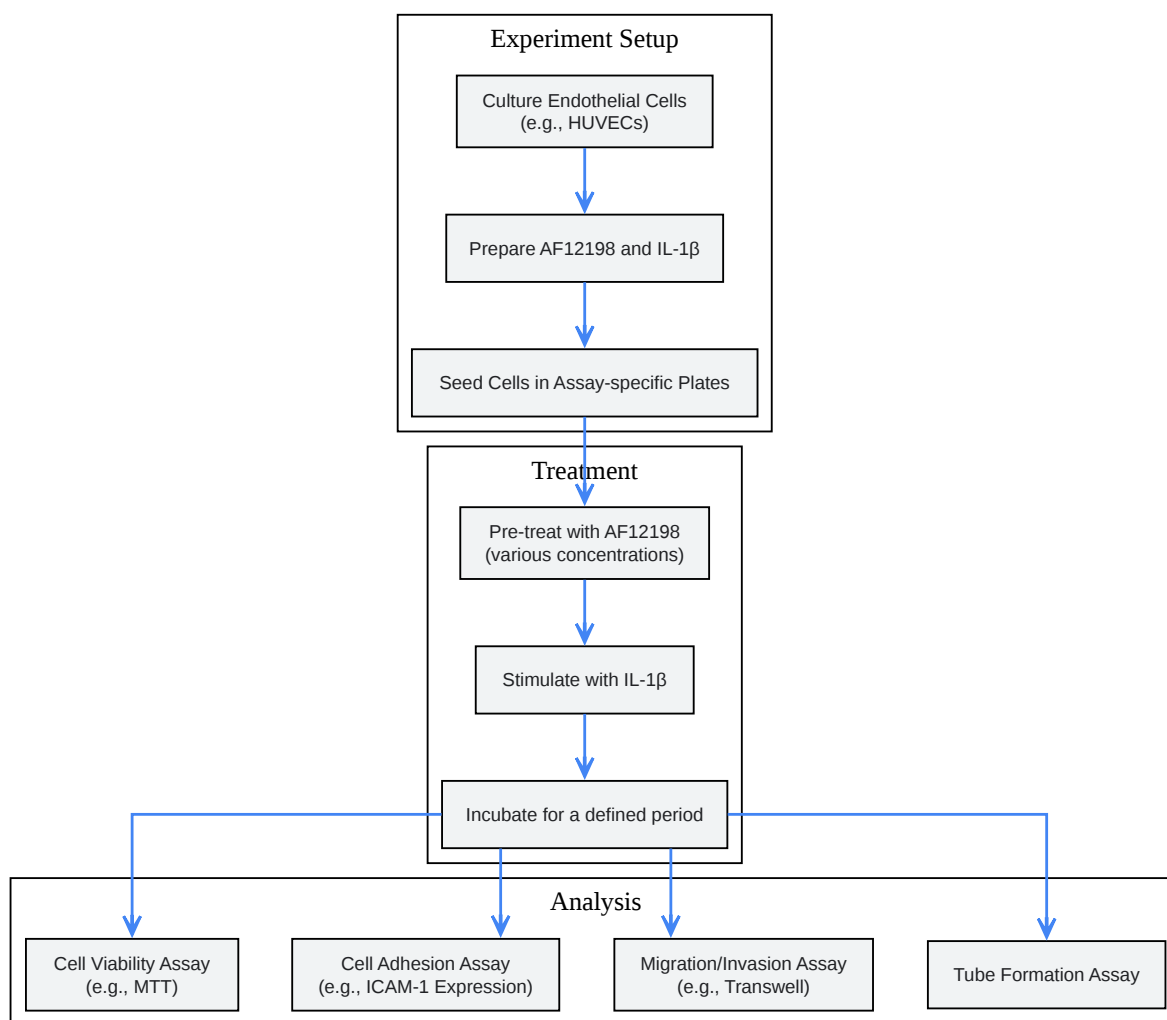 Experiment Setup
Culture Endothelial Cells
(e.g., HUVECs)
Prepare AF12198 and IL-1β
Seed Cells in Assay-specific Plates
Treatment
Pre-treat with AF12198
(various concentrations)
Stimulate with IL-1β
Incubate for a defined period
Analysis
Cell Viability Assay
(e.g., MTT)
Cell Adhesion Assay
(e.g., ICAM-1 Expression)
Migration/Invasion Assay
(e.g., Transwell)
Tube Formation Assay